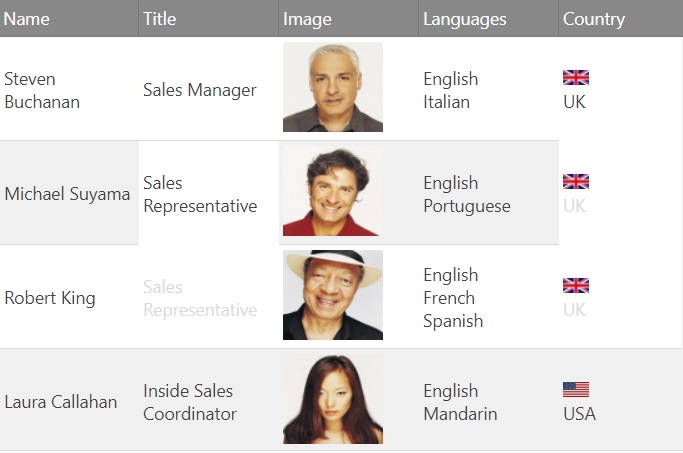 Name Title Image Languages Country
Steven
Buchanan
Sales Manager
English
Italian
UK
Michael Suyama
Sales
Representative
English
Portuguese
UK
Robert King
Sales
Representative
English
French
Spanish
UK
Laura Callahan
Inside Sales
Coordinator
English
Mandarin
USA